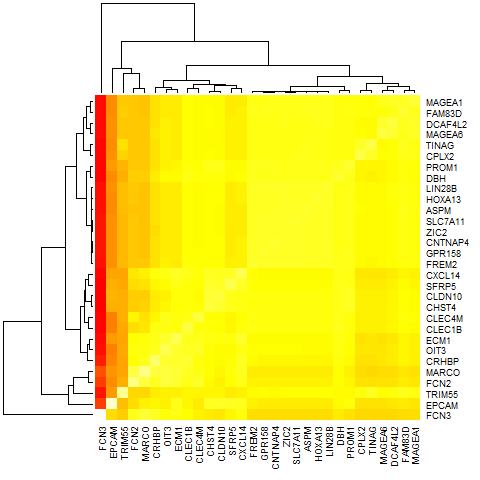 MAGEA1
FAM83D
DCAF4L2
MAGEA6
TINAG
CPLX2
PROM1
DBH
LIN28B
HOXA13
ASPM
SLC7A11
ZIC2
CNTNAP4
GPR158
FREM2
CXCL14
SFRP5
CLDN10
CHST4
CLEC4M
CLEC1B
ECM1
OIT3
CRHBP
MARCO
FCN2
TRIM55
EPCAM
FCN3
FCN3
EPCAM
TRIM55
FCN2
MARCO
CRHBP
OIT3
ECM1
CLEC1B
CLEC4M
CHST4
CLDN10
SFRP5
CXCL14
FREM2
GPR158
CNTNAP4
ZIC2
SLC7A11
ASPM
HOXA13
LIN28B
DBH
PROM1
CPLX2
TINAG
MAGEA6
DCAF4L2
FAM83D
MAGEA1